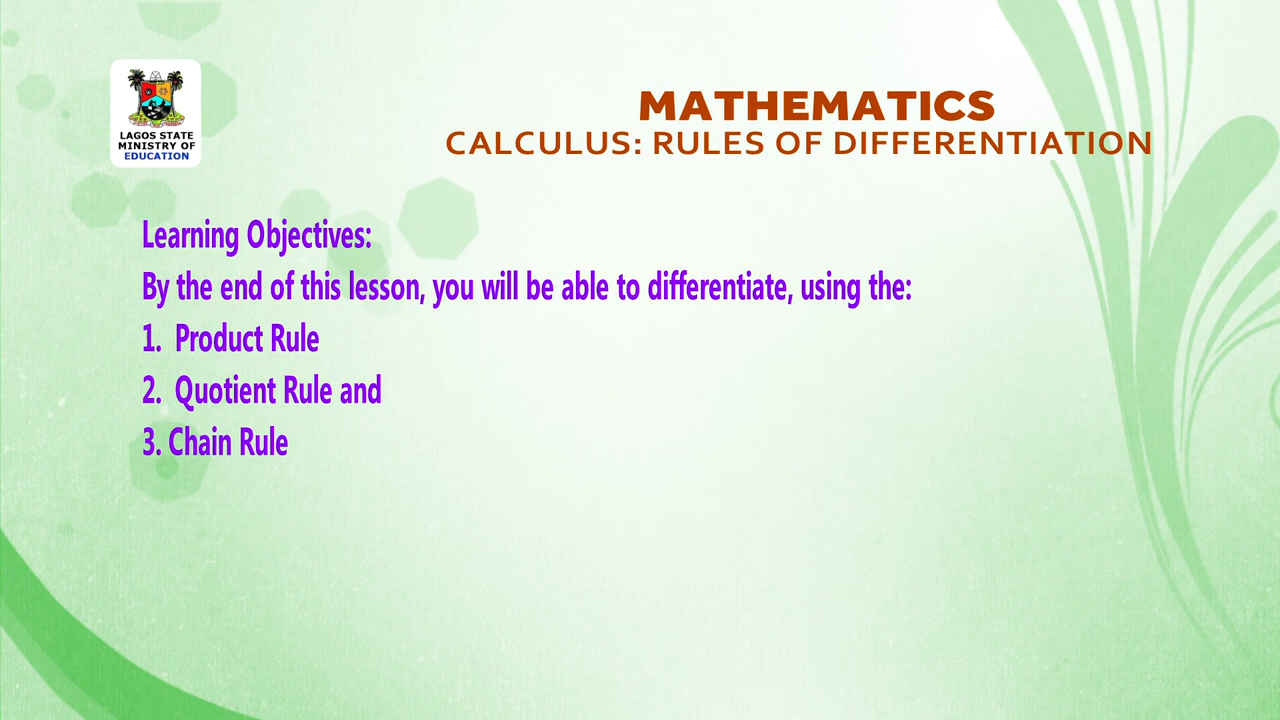 LAGOS STATE
MINISTRY OF
EDUCATION
MATHEMATICS
CALCULUS: RULES OF DIFFERENTIATION
Learning Objectives:
By the end of this lesson, you will be able to differentiate, using the:
1. Product Rule
2. Quotient Rule and
3. Chain Rule